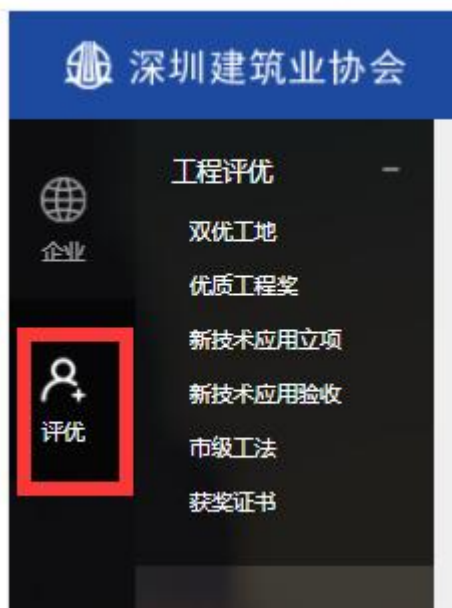 深圳建筑业协会
企业
评优
工程评优
双优工地
优质工程奖
新技术应用立项
新技术应用验收
市级工法
获奖证书